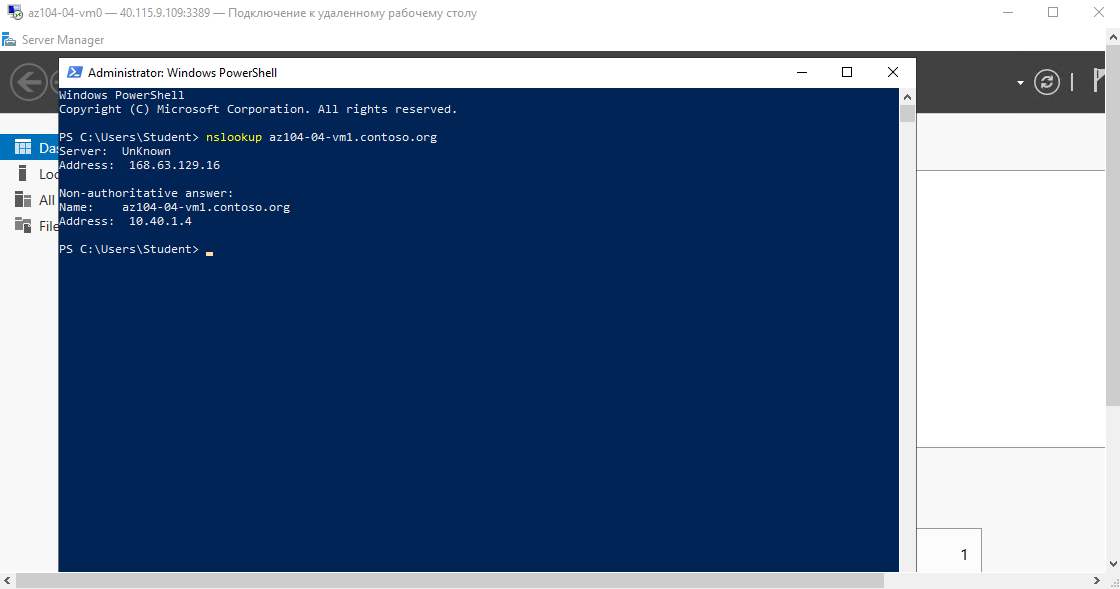 az104-04-vm0 — 40.115.9.109:3389 — Подключение к удаленному рабочему столу
Server Manager
Administrator: Windows PowerShell
Windows PowerShell
Copyright (C) Microsoft Corporation. All rights reserved.
PS C:\Users\Student> nslookup az104-04-vm1.contoso.org
Server:  UnKnown
Address:  168.63.129.16
Non-authoritative answer:
Name:    az104-04-vm1.contoso.org
Address:  10.40.1.4
PS C:\Users\Student>
Das
Loc
All
File
1